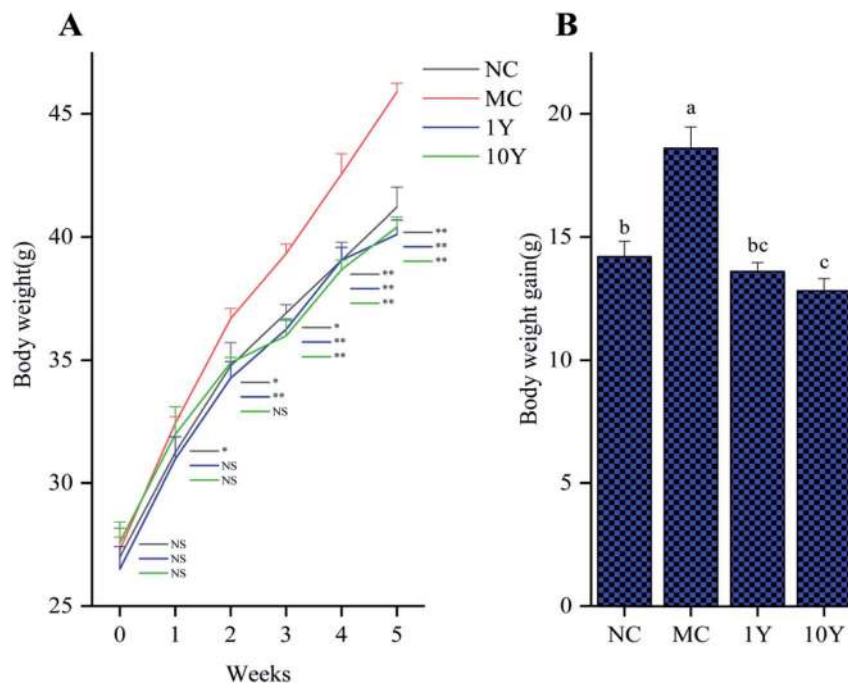 A
NC
MC
1Y
10Y
Body weight(g)
45
40
35
30
25
NS
NS
NS
*
NS
NS
*
**
NS
*
**
**
**
**
**
**
**
**
0 1 2 3 4 5
Weeks
B
Body weight gain(g)
20
15
10
5
0
b
a
bc
c
NC MC 1Y 10Y